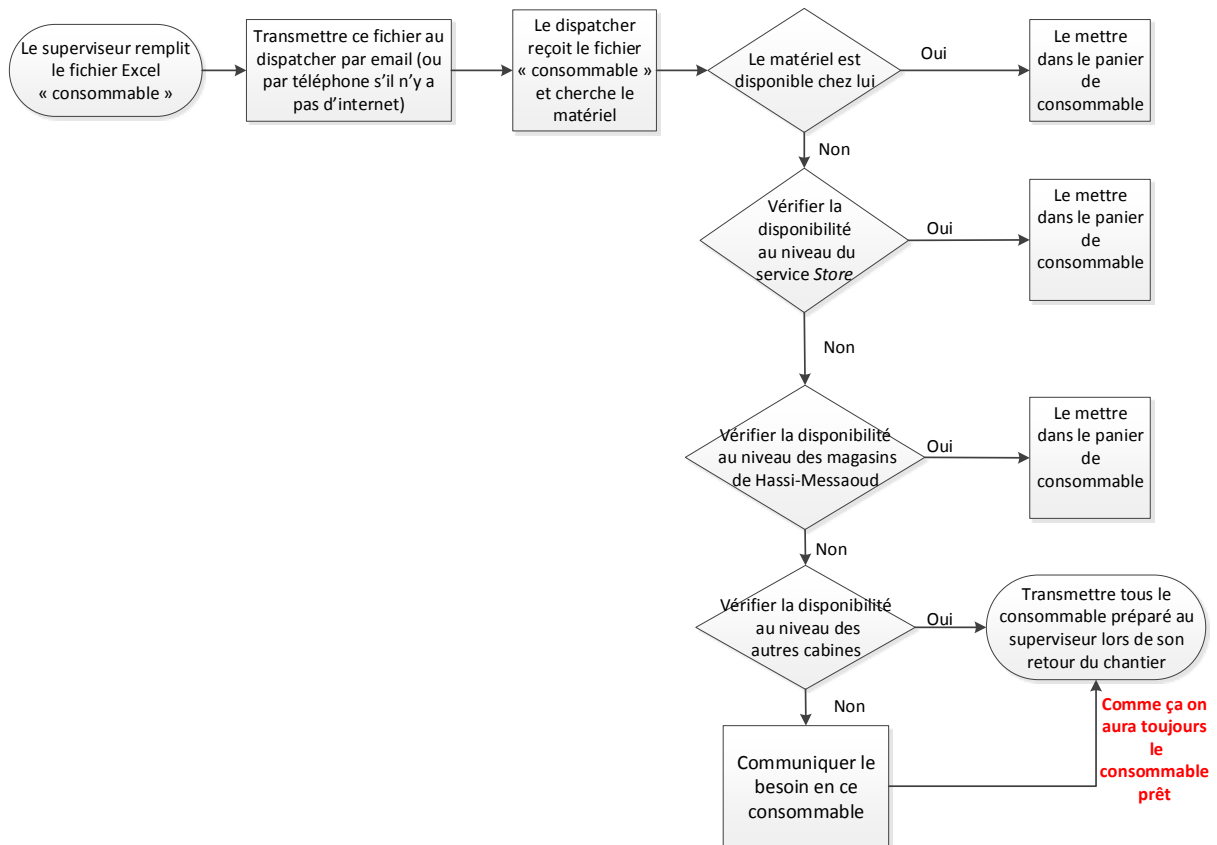 Le superviseur remplit
le fichier Excel
« consommable »
Transmettre ce fichier au
dispatcher par email (ou
par téléphone s’il n’y a
pas d’internet)
Le dispatcher
reçoit le fichier
« consommable »
et cherche le
matériel
Le matériel est
disponible chez lui
Oui
Le mettre
dans le panier
de
consommable
Non
Vérifier la
disponibilité
au niveau du
service Store
Oui
Le mettre
dans le panier
de
consommable
Non
Vérifier la disponibilité
au niveau des magasins
de Hassi-Messaoud
Oui
Le mettre
dans le panier
de
consommable
Non
Vérifier la disponibilité
au niveau des
autres cabines
Oui
Transmettre tous le
consommable préparé au
superviseur lors de son
retour du chantier
Non
Communiquer le
besoin en ce
consommable
Comme ça on
aura toujours
le
consommable
prêt